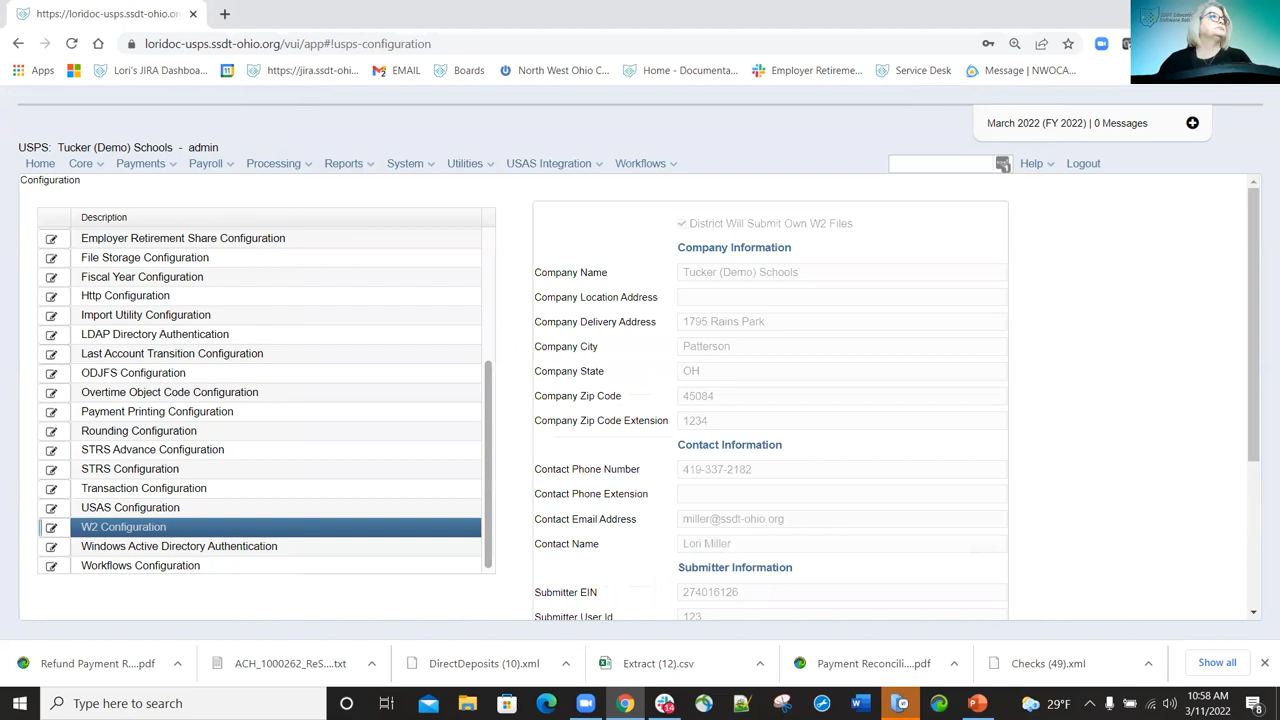 https://loridoc-usps.ssdt-ohio.or
loridoc-usps.ssdt-ohio.org/vui/app#!usps-configuration
Apps
Lori's JIRA Dashboa...
https://jira.ssdt-ohi...
EMAIL
Boards
North West Ohio C...
Home - Documenta...
Employer Retireme...
Service Desk
Message | NWOCA...
March 2022 (FY 2022) | 0 Messages
USPS: Tucker (Demo) Schools - admin
Home Core Payments Payroll Processing Reports System Utilities USAS Integration Workflows Help Logout
Configuration
Description
Employer Retirement Share Configuration
File Storage Configuration
Fiscal Year Configuration
Http Configuration
Import Utility Configuration
LDAP Directory Authentication
Last Account Transition Configuration
ODJFS Configuration
Overtime Object Code Configuration
Payment Printing Configuration
Rounding Configuration
STRS Advance Configuration
STRS Configuration
Transaction Configuration
USAS Configuration
W2 Configuration
Windows Active Directory Authentication
Workflows Configuration
District Will Submit Own W2 Files
Company Information
Company Name Tucker (Demo) Schools
Company Location Address
Company Delivery Address 1795 Rains Park
Company City Patterson
Company State OH
Company Zip Code 45084
Company Zip Code Extension 1234
Contact Information
Contact Phone Number 419-337-2182
Contact Phone Extension
Contact Email Address miller@ssdt-ohio.org
Contact Name Lori Miller
Submitter Information
Submitter EIN 274016126
Submitter User Id 123
Refund Payment R....pdf
ACH_1000262_ReS....txt
DirectDeposits (10).xml
Extract (12).csv
Payment Reconcili....pdf
Checks (49).xml
Show all
Type here to search
14
29°F
10:58 AM
3/11/2022
8